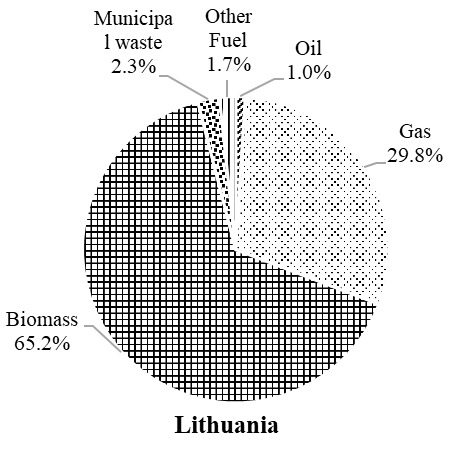 Municipa
l waste
2.3%
Other
Fuel
1.7%
Oil
1.0%
Gas
29.8%
Biomass
65.2%
Lithuania